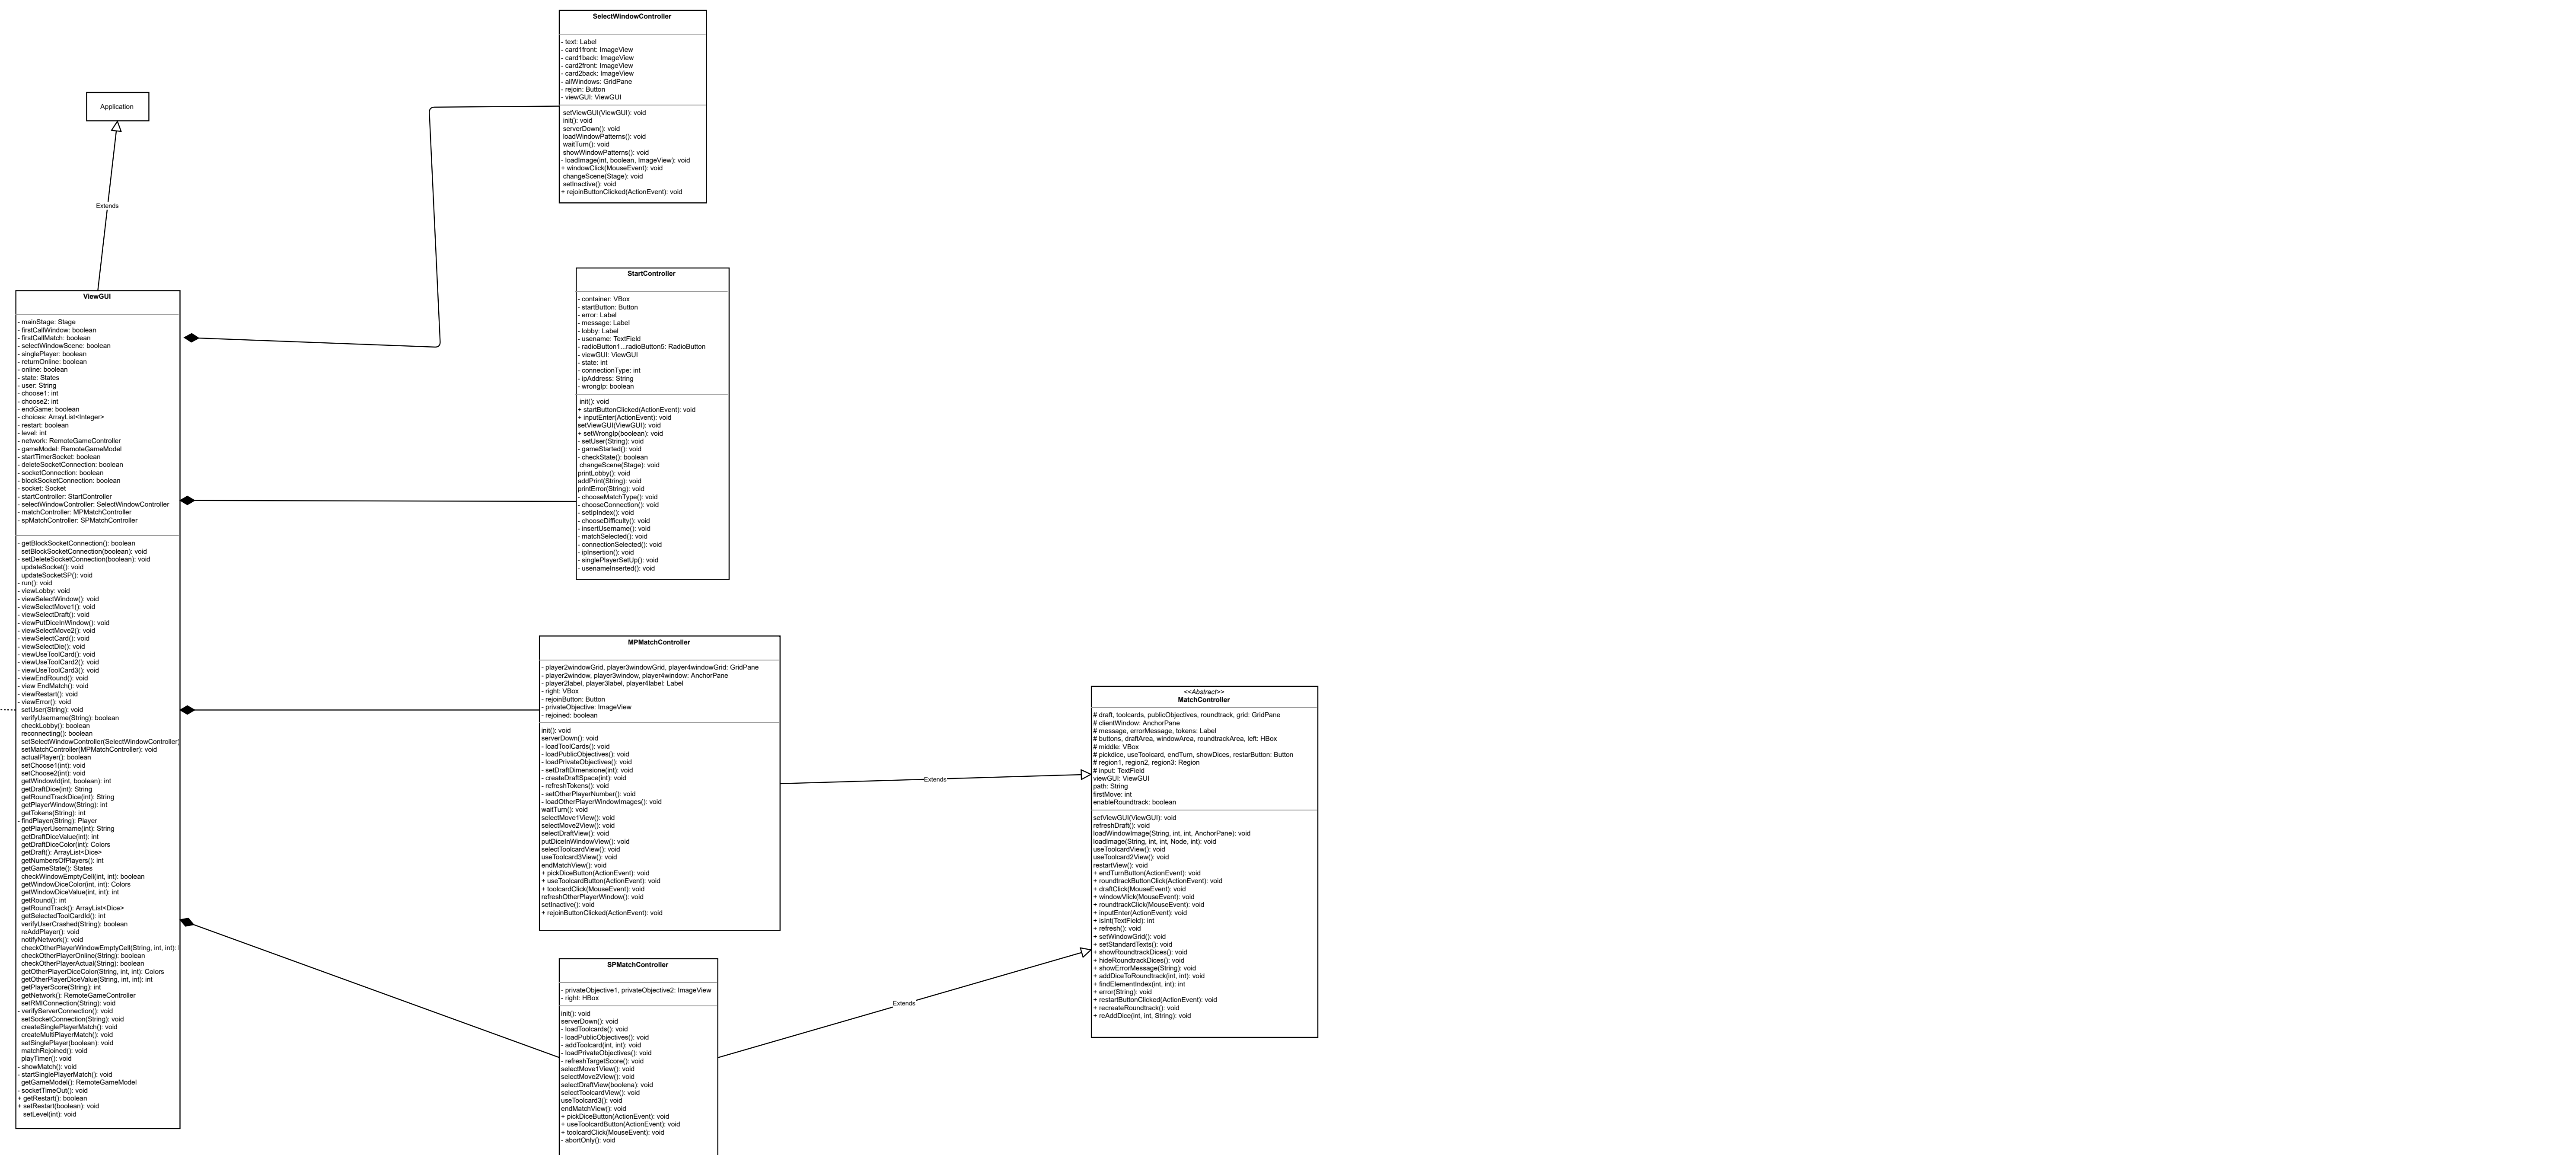 SelectWindowController
- text: Label
- card1front: ImageView
- card1back: ImageView
- card2front: ImageView
- card2back: ImageView
- allWindows: GridPane
- rejoin: Button
- viewGUI: ViewGUI
setViewGUI(ViewGUI): void
init(): void
serverDown(): void
loadWindowPatterns(): void
waitTurn(): void
showWindowPatterns(): void
- loadImage(int, boolean, ImageView): void
+ windowClick(MouseEvent): void
changeScene(Stage): void
setInactive(): void
+ rejoinButtonClicked(ActionEvent): void
Application
Extends
ViewGUI
- mainStage: Stage
- firstCallWindow: boolean
- firstCallMatch: boolean
- selectWindowScene: boolean
- singlePlayer: boolean
- returnOnline: boolean
- online: boolean
- state: States
- user: String
- choose1: int
- choose2: int
- endGame: boolean
- choices: ArrayList<Integer>
- restart: boolean
- level: int
- network: RemoteGameController
- gameModel: RemoteGameModel
- startTimerSocket: boolean
- deleteSocketConnection: boolean
- socketConnection: boolean
- blockSocketConnection: boolean
- socket: Socket
- startController: StartController
- selectWindowController: SelectWindowController
- matchController: MPMatchController
- spMatchController: SPMatchController
- getBlockSocketConnection(): boolean
setBlockSocketConnection(boolean): void
- setDeleteSocketConnection(boolean): void
updateSocket(): void
updateSocketSP(): void
- run(): void
- viewLobby: void
- viewSelectWindow(): void
- viewSelectMove1(): void
- viewSelectDraft(): void
- viewPutDiceInWindow(): void
- viewSelectMove2(): void
- viewSelectCard(): void
- viewSelectDie(): void
- viewUseToolCard(): void
- viewUseToolCard2(): void
- viewUseToolCard3(): void
- viewEndRound(): void
- view EndMatch(): void
- viewRestart(): void
- viewError(): void
setUser(String): void
verifyUsername(String): boolean
checkLobby(): boolean
reconnecting(): boolean
setSelectWindowController(SelectWindowController)
setMatchController(MPMatchController): void
actualPlayer(): boolean
setChoose1(int): void
setChoose2(int): void
getWindowId(int, boolean): int
getDraftDice(int): String
getRoundTrackDice(int): String
getPlayerWindow(String): int
getTokens(String): int
- findPlayer(String): Player
getPlayerUsername(int): String
getDraftDiceValue(int): int
getDraftDiceColor(int): Colors
getDraft(): ArrayList<Dice>
getNumbersOfPlayers(): int
getGameState(): States
checkWindowEmptyCell(int, int): boolean
getWindowDiceColor(int, int): Colors
getWindowDiceValue(int, int): int
getRound(): int
getRoundTrack(): ArrayList<Dice>
getSelectedToolCardId(): int
verifyUserCrashed(String): boolean
reAddPlayer(): void
notifyNetwork(): void
checkOtherPlayerWindowEmptyCell(String, int, int):
checkOtherPlayerOnline(String): boolean
checkOtherPlayerActual(String): boolean
getOtherPlayerDiceColor(String, int, int): Colors
getOtherPlayerDiceValue(String, int, int): int
getPlayerScore(String): int
getNetwork(): RemoteGameController
setRMIConnection(String): void
- verifyServerConnection(): void
setSocketConnection(String): void
createSinglePlayerMatch(): void
createMultiPlayerMatch(): void
setSinglePlayer(boolean): void
matchRejoined(): void
playTimer(): void
- showMatch(): void
- startSinglePlayerMatch(): void
getGameModel(): RemoteGameModel
- socketTimeOut(): void
+ getRestart(): boolean
+ setRestart(boolean): void
setLevel(int): void
StartController
- container: VBox
- startButton: Button
- error: Label
- message: Label
- lobby: Label
- usename: TextField
- radioButton1...radioButton5: RadioButton
- viewGUI: ViewGUI
- state: int
- connectionType: int
- ipAddress: String
- wrongIp: boolean
init(): void
+ startButtonClicked(ActionEvent): void
+ inputEnter(ActionEvent): void
setViewGUI(ViewGUI): void
+ setWrongIp(boolean): void
- setUser(String): void
- gameStarted(): void
- checkState(): boolean
changeScene(Stage): void
printLobby(): void
addPrint(String): void
printError(String): void
- chooseMatchType(): void
- chooseConnection(): void
- setIpIndex(): void
- chooseDifficulty(): void
- insertUsername(): void
- matchSelected(): void
- connectionSelected(): void
- ipInsertion(): void
- singlePlayerSetUp(): void
- usenameInserted(): void
MPMatchController
- player2windowGrid, player3windowGrid, player4windowGrid: GridPane
- player2window, player3window, player4window: AnchorPane
- player2label, player3label, player4label: Label
- right: VBox
- rejoinButton: Button
- privateObjective: ImageView
- rejoined: boolean
init(): void
serverDown(): void
- loadToolCards(): void
- loadPublicObjectives(): void
- loadPrivateObjectives(): void
- setDraftDimensione(int): void
- createDraftSpace(int): void
- refreshTokens(): void
- setOtherPlayerNumber(): void
- loadOtherPlayerWindowImages(): void
waitTurn(): void
selectMove1View(): void
selectMove2View(): void
selectDraftView(): void
putDiceInWindowView(): void
selectToolcardView(): void
useToolcard3View(): void
endMatchView(): void
+ pickDiceButton(ActionEvent): void
+ useToolcardButton(ActionEvent): void
+ toolcardClick(MouseEvent): void
refreshOtherPlayerWindow(): void
setInactive(): void
+ rejoinButtonClicked(ActionEvent): void
Extends
<<Abstract>>
MatchController
# draft, toolcards, publicObjectives, roundtrack, grid: GridPane
# clientWindow: AnchorPane
# message, errorMessage, tokens: Label
# buttons, draftArea, windowArea, roundtrackArea, left: HBox
# middle: VBox
# pickdice, useToolcard, endTurn, showDices, restarButton: Button
# region1, region2, region3: Region
# input: TextField
viewGUI: ViewGUI
path: String
firstMove: int
enableRoundtrack: boolean
setViewGUI(ViewGUI): void
refreshDraft(): void
loadWindowImage(String, int, int, AnchorPane): void
loadImage(String, int, int, Node, int): void
useToolcardView(): void
useToolcard2View(): void
restartView(): void
+ endTurnButton(ActionEvent): void
+ roundtrackButtonClick(ActionEvent): void
+ draftClick(MouseEvent): void
+ windowVlick(MouseEvent): void
+ roundtrackClick(MouseEvent): void
+ inputEnter(ActionEvent): void
+ isInt(TextField): int
+ refresh(): void
+ setWindowGrid(): void
+ setStandardTexts(): void
+ showRoundtrackDices(): void
+ hideRoundtrackDices(): void
+ showErrorMessage(String): void
+ addDiceToRoundtrack(int, int): void
+ findElementIndex(int, int): int
+ error(String): void
+ restartButtonClicked(ActionEvent): void
+ recreateRoundtrack(): void
+ reAddDice(int, int, String): void
SPMatchController
- privateObjective1, privateObjective2: ImageView
- right: HBox
init(): void
serverDown(): void
- loadToolcards(): void
- loadPublicObjectives(): void
- addToolcard(int, int): void
- loadPrivateObjectives(): void
- refreshTargetScore(): void
selectMove1View(): void
selectMove2View(): void
selectDraftView(boolena): void
selectToolcardView(): void
useToolcard3(): void
endMatchView(): void
+ pickDiceButton(ActionEvent): void
+ useToolcardButton(ActionEvent): void
+ toolcardClick(MouseEvent): void
- abortOnly(): void
Extends